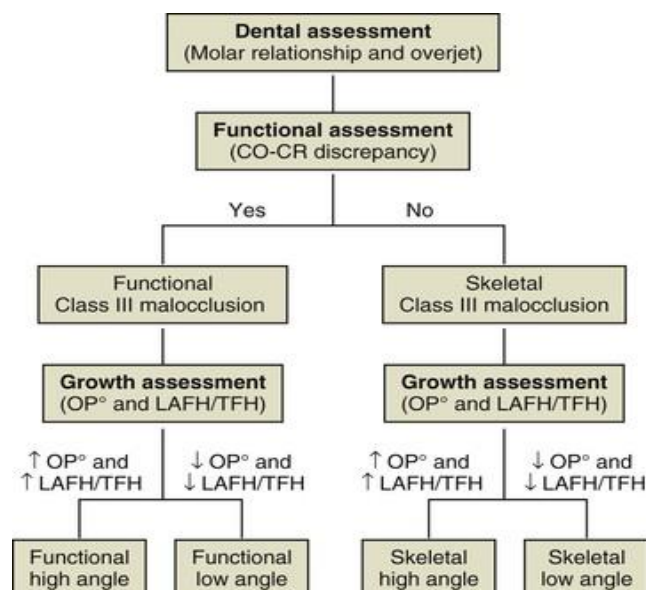 Dental assessment
(Molar relationship and overjet)
Functional assessment
(CO-CR discrepancy)
Yes
No
Functional
Class III malocclusion
Skeletal
Class III malocclusion
Growth assessment
(OP° and LAFH/TFH)
Growth assessment
(OP° and LAFH/TFH)
↑ OP° and
↑ LAFH/TFH
↓ OP° and
↓ LAFH/TFH
↑ OP° and
↑ LAFH/TFH
↓ OP° and
↓ LAFH/TFH
Functional
high angle
Functional
low angle
Skeletal
high angle
Skeletal
low angle